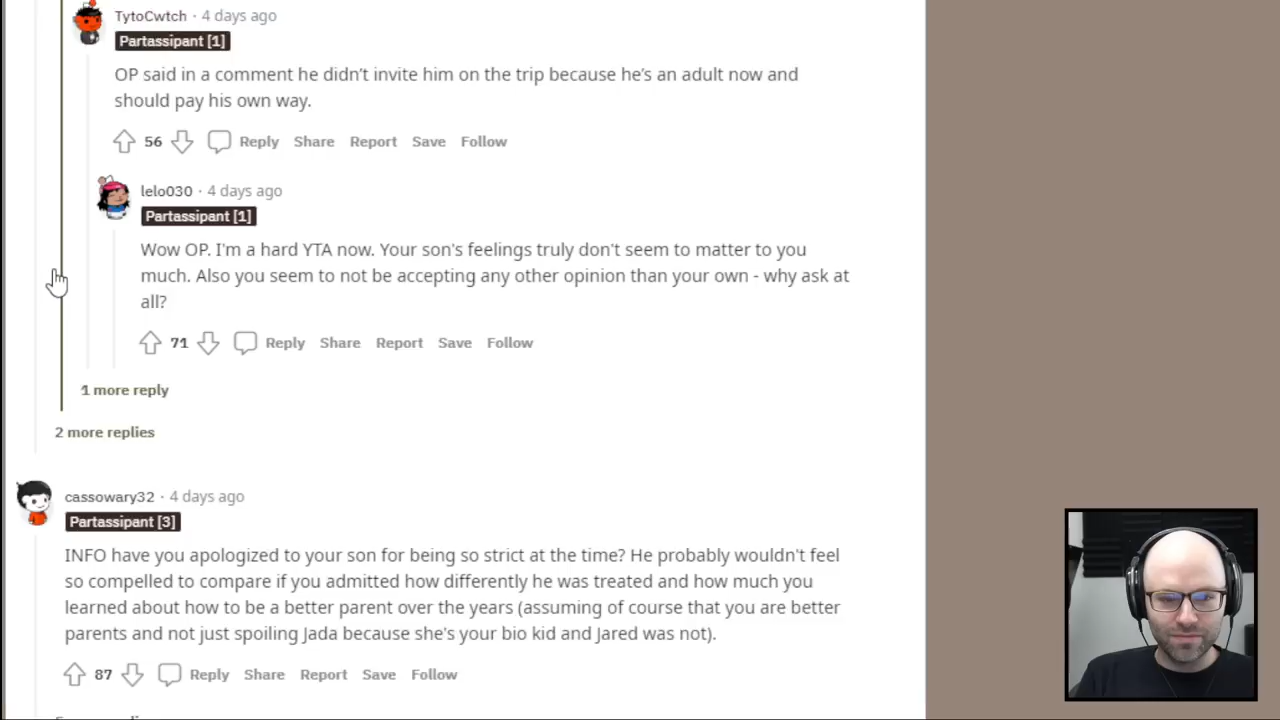 TytoCwtch · 4 days ago
Partassipant [1]
OP said in a comment he didn't invite him on the trip because he's an adult now and
should pay his own way.
56 Reply Share Report Save Follow
lelo030 · 4 days ago
Partassipant [1]
Wow OP. I'm a hard YTA now. Your son's feelings truly don't seem to matter to you
much. Also you seem to not be accepting any other opinion than your own - why ask at
all?
71 Reply Share Report Save Follow
1 more reply
2 more replies
cassowary32 · 4 days ago
Partassipant [3]
INFO have you apologized to your son for being so strict at the time? He probably wouldn't feel
so compelled to compare if you admitted how differently he was treated and how much you
learned about how to be a better parent over the years (assuming of course that you are better
parents and not just spoiling Jada because she's your bio kid and Jared was not).
87 Reply Share Report Save Follow